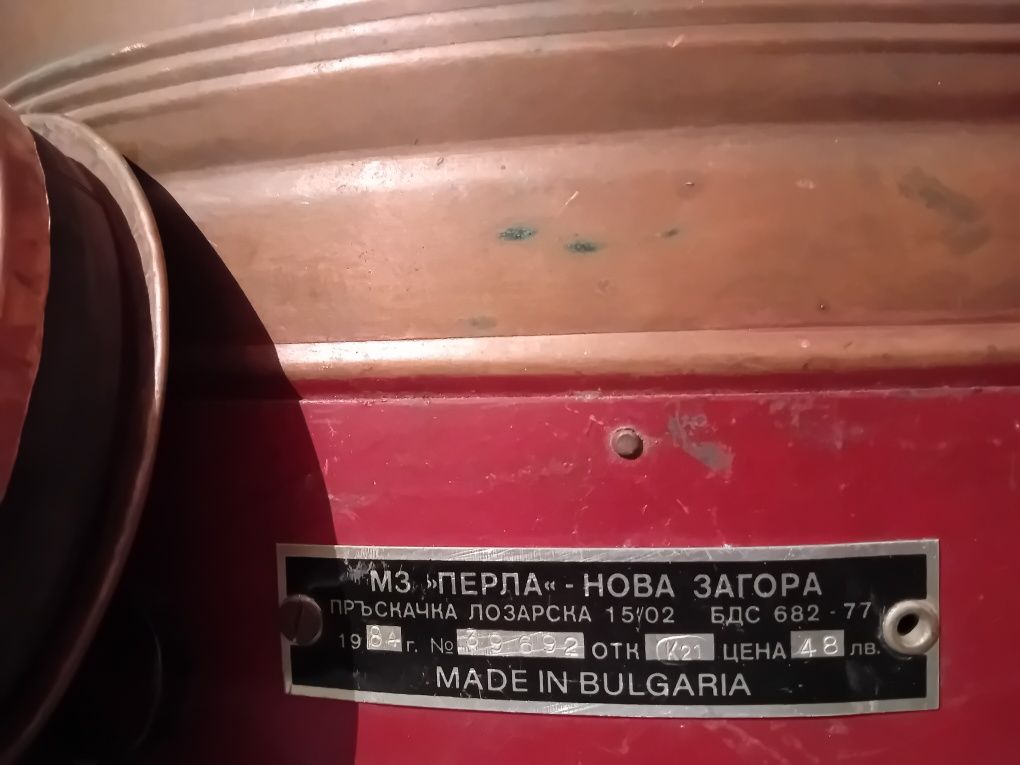 МЗ »ПЕРЛА« - НОВА ЗАГОРА
ПРЪСКАЧКА ЛОЗАРСКА 15/02 БДС 682 - 77
1984 г. № 39692 ОТК К21 ЦЕНА 48 лв.
MADE IN BULGARIA